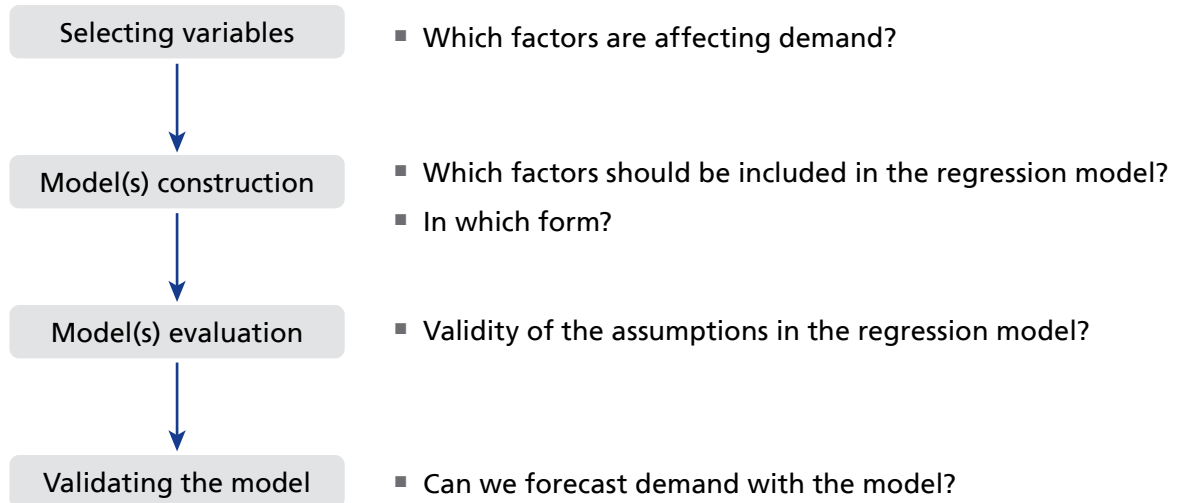 Selecting variables
■ Which factors are affecting demand?
Model(s) construction
■ Which factors should be included in the regression model?
■ In which form?
Model(s) evaluation
■ Validity of the assumptions in the regression model?
Validating the model
■ Can we forecast demand with the model?